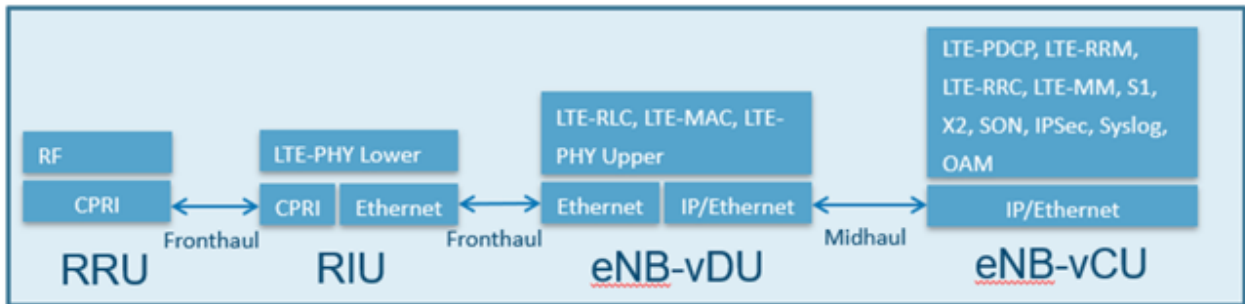 RF
CPRI
Fronthaul
RRU
LTE-PHY Lower
CPRI
Ethernet
Fronthaul
RIU
LTE-RLC, LTE-MAC, LTE-
PHY Upper
Ethernet
IP/Ethernet
Midhaul
eNB-vDU
LTE-PDCP, LTE-RRM,
LTE-RRC, LTE-MM, S1,
X2, SON, IPSec, Syslog,
OAM
IP/Ethernet
eNB-vCU